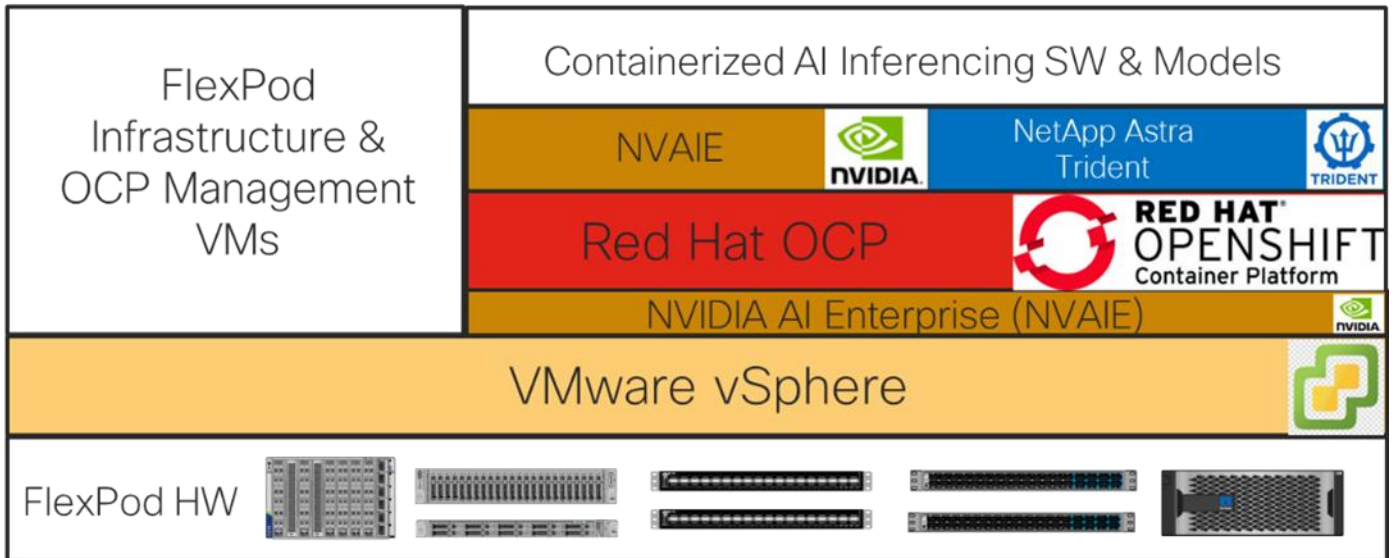 FlexPod
Infrastructure &
OCP Management
VMs
Containerized AI Inferencing SW & Models
NVAIE
NVIDIA.
NetApp Astra
Trident
TRIDENT
Red Hat OCP
RED HAT®
OPENSHIFT
Container Platform
NVIDIA AI Enterprise (NVAIE)
NVIDIA
VMware vSphere
FlexPod HW